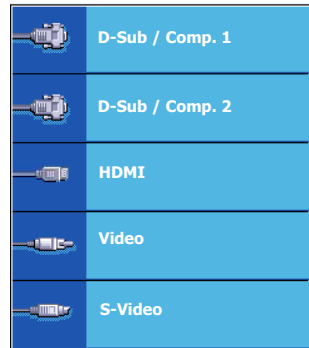 D-Sub / Comp. 1
D-Sub / Comp. 2
HDMI
Video
S-Video